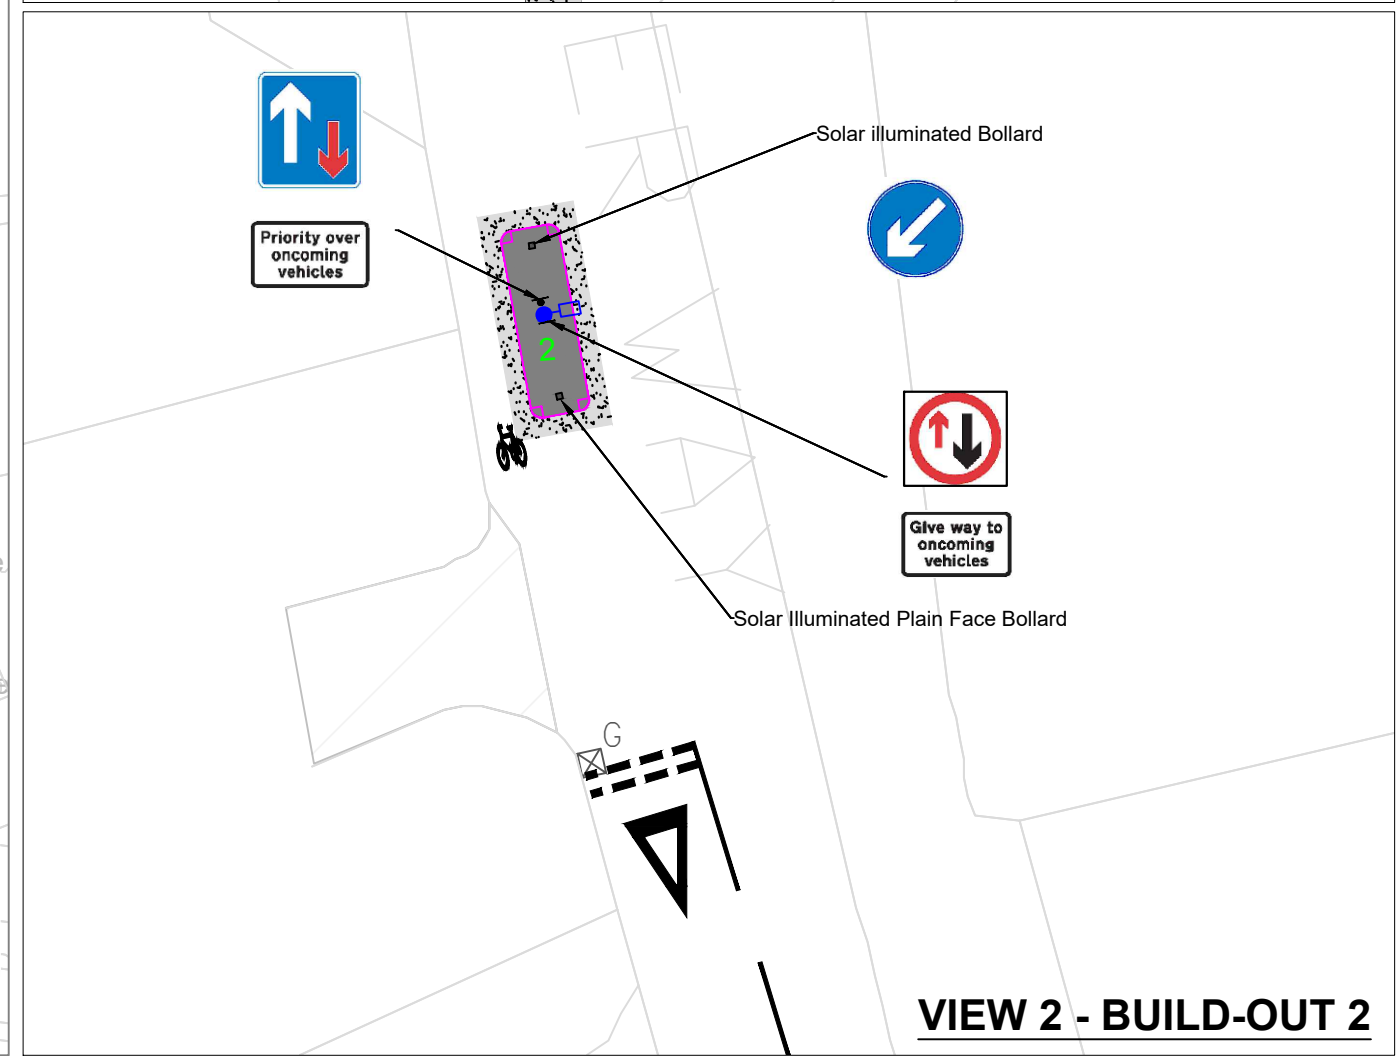 Solar illuminated Bollard
Priority over
oncoming
vehicles
2
Give way to
oncoming
vehicles
Solar Illuminated Plain Face Bollard
G
VIEW 2 - BUILD-OUT 2